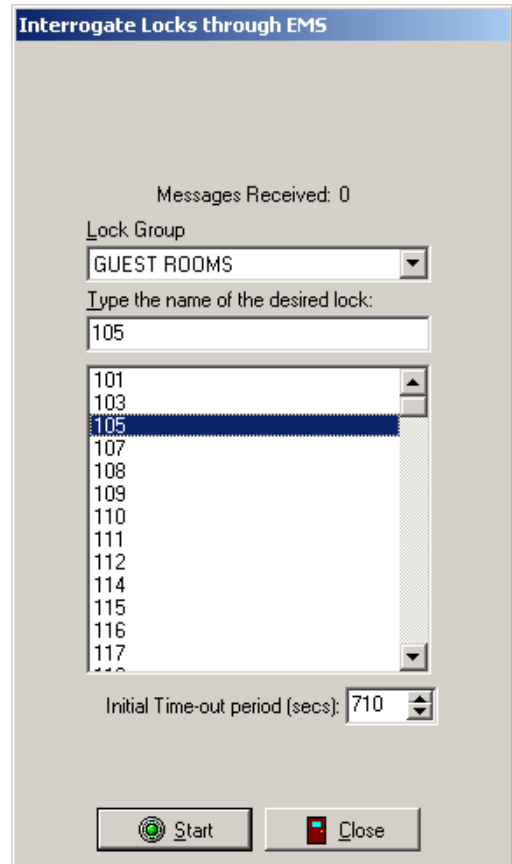 Interrogate Locks through EMS
Messages Received: 0
Lock Group
GUEST ROOMS
Type the name of the desired lock:
105
101
103
105
107
108
109
110
111
112
114
115
116
117
Initial Time-out period (secs): 710
Start Close